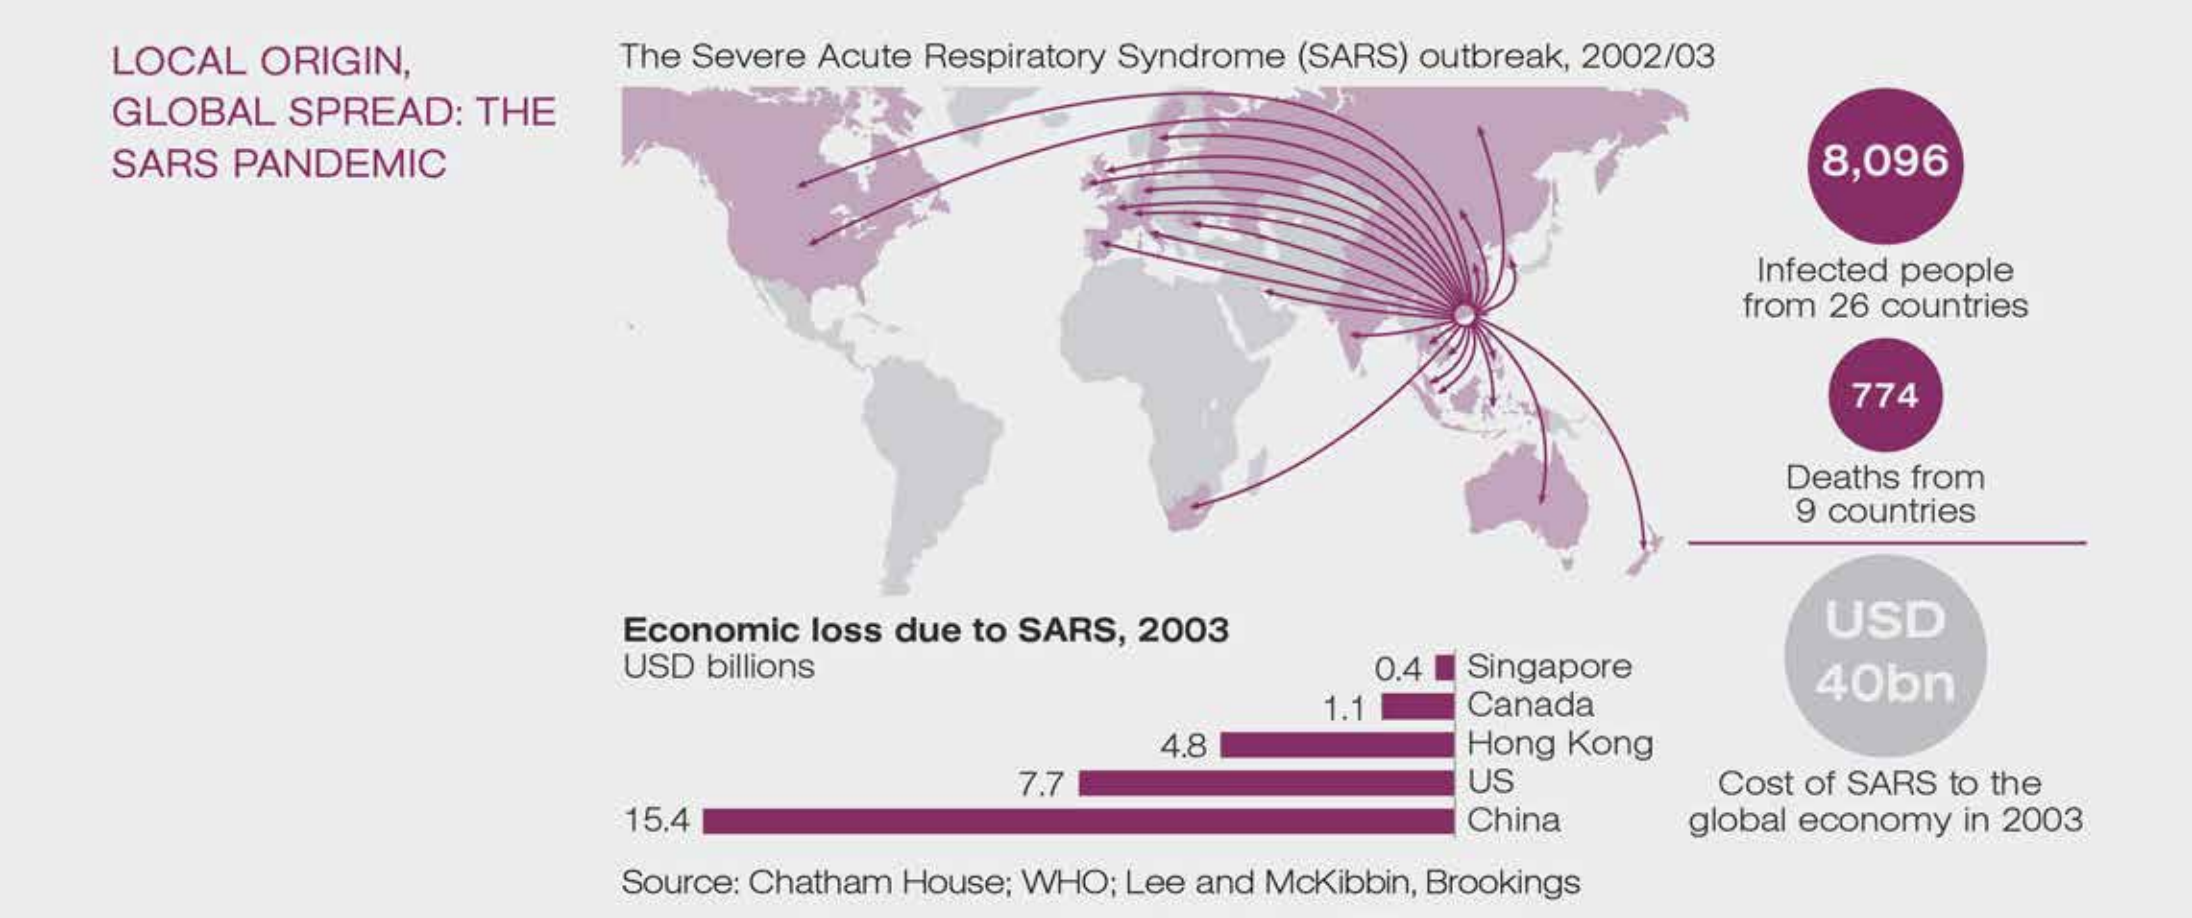 LOCAL ORIGIN,
GLOBAL SPREAD: THE
SARS PANDEMIC
The Severe Acute Respiratory Syndrome (SARS) outbreak, 2002/03
8,096
Infected people
from 26 countries
774
Deaths from
9 countries
USD
40bn
Cost of SARS to the
global economy in 2003
Economic loss due to SARS, 2003
USD billions
0.4 Singapore
1.1 Canada
4.8 Hong Kong
7.7 US
15.4 China
Source: Chatham House; WHO; Lee and McKibbin, Brookings